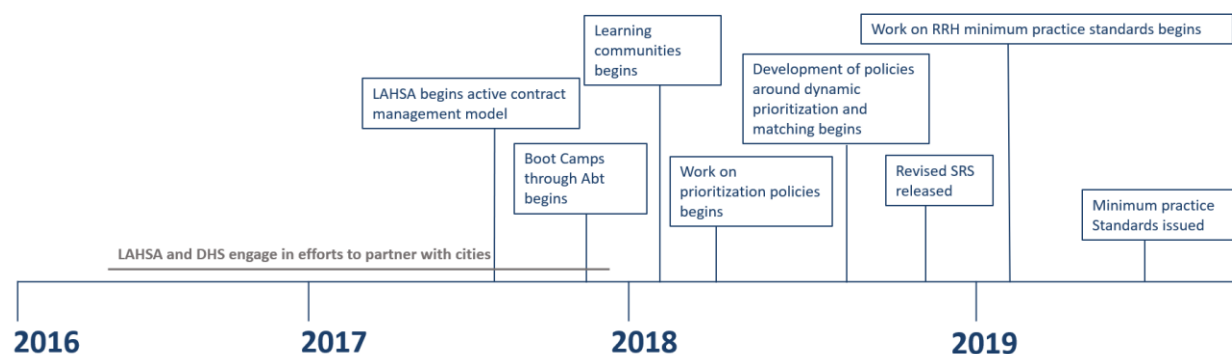 Learning
communities
begins
Work on RRH minimum practice standards begins
LAHSA begins active contract
management model
Development of policies
around dynamic
prioritization and
matching begins
Boot Camps
through Abt
begins
Work on
prioritization policies
begins
Revised SRS
released
Minimum practice
Standards issued
LAHSA and DHS engage in efforts to partner with cities
2016
2017
2018
2019